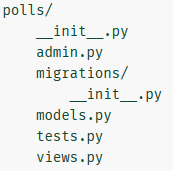 polls/
    __init__.py
    admin.py
    migrations/
        __init__.py
    models.py
    tests.py
    views.py